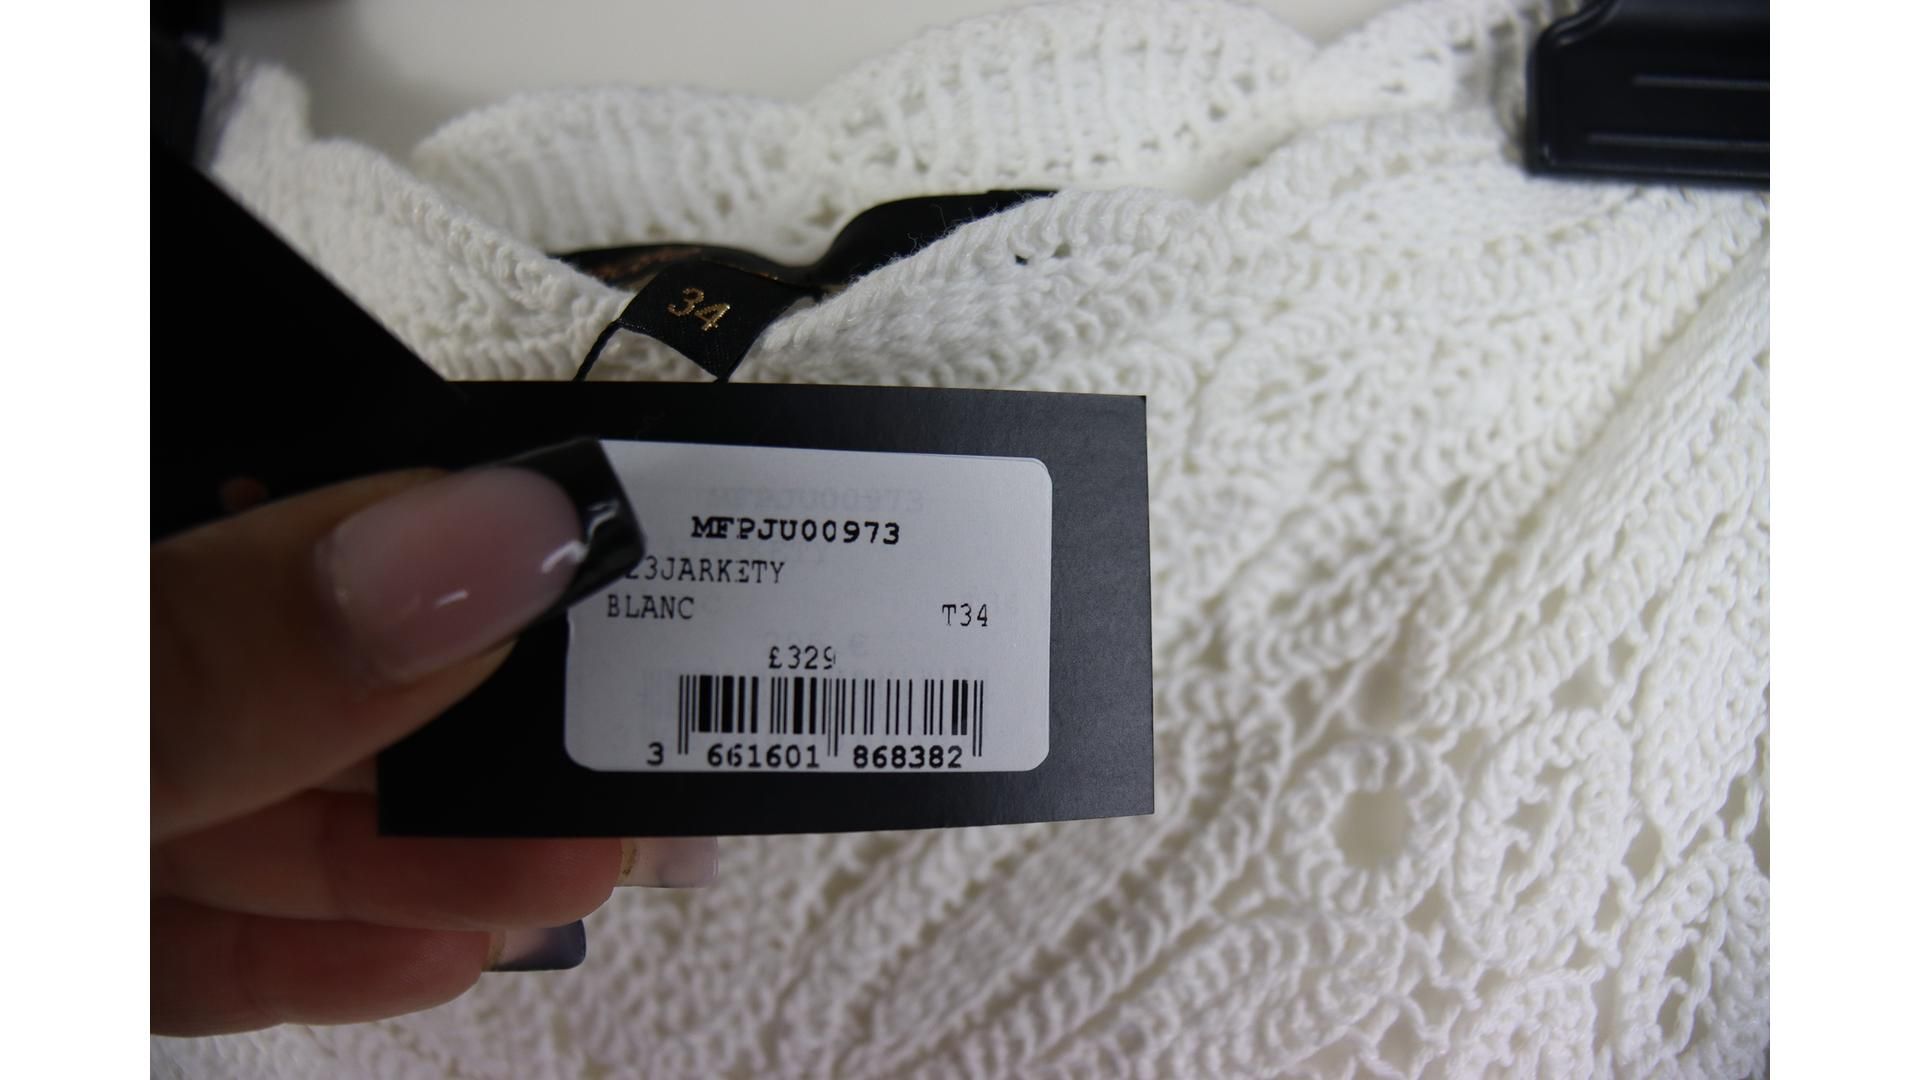 34
MFPJU00973
23JARKETY
BLANC T34
£329
3 661601 868382